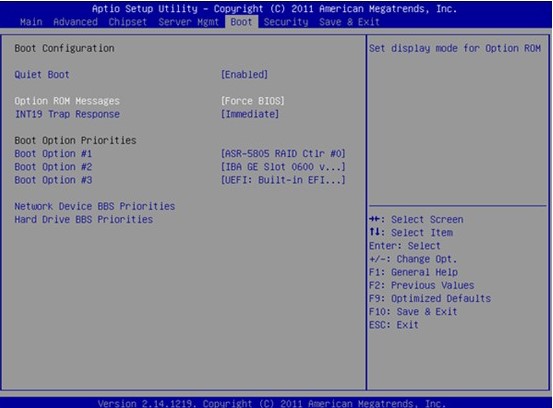 Aptio Setup Utility – Copyright (C) 2011 American Megatrends, Inc.
Main Advanced Chipset Server Mgmt Boot Security Save & Exit
Boot Configuration
Quiet Boot [Enabled]
Option ROM Messages [Force BIOS]
INT19 Trap Response [Immediate]
Boot Option Priorities
Boot Option #1 [ASR-5805 RAID Ctlr #0]
Boot Option #2 [IBA GE Slot 0600 v...]
Boot Option #3 [UEFI: Built-in EFI...]
Network Device BBS Priorities
Hard Drive BBS Priorities
Set display mode for Option ROM
→←: Select Screen
↑↓: Select Item
Enter: Select
+/-: Change Opt.
F1: General Help
F2: Previous Values
F9: Optimized Defaults
F10: Save & Exit
ESC: Exit
Version 2.14.1219. Copyright (C) 2011 American Megatrends, Inc.